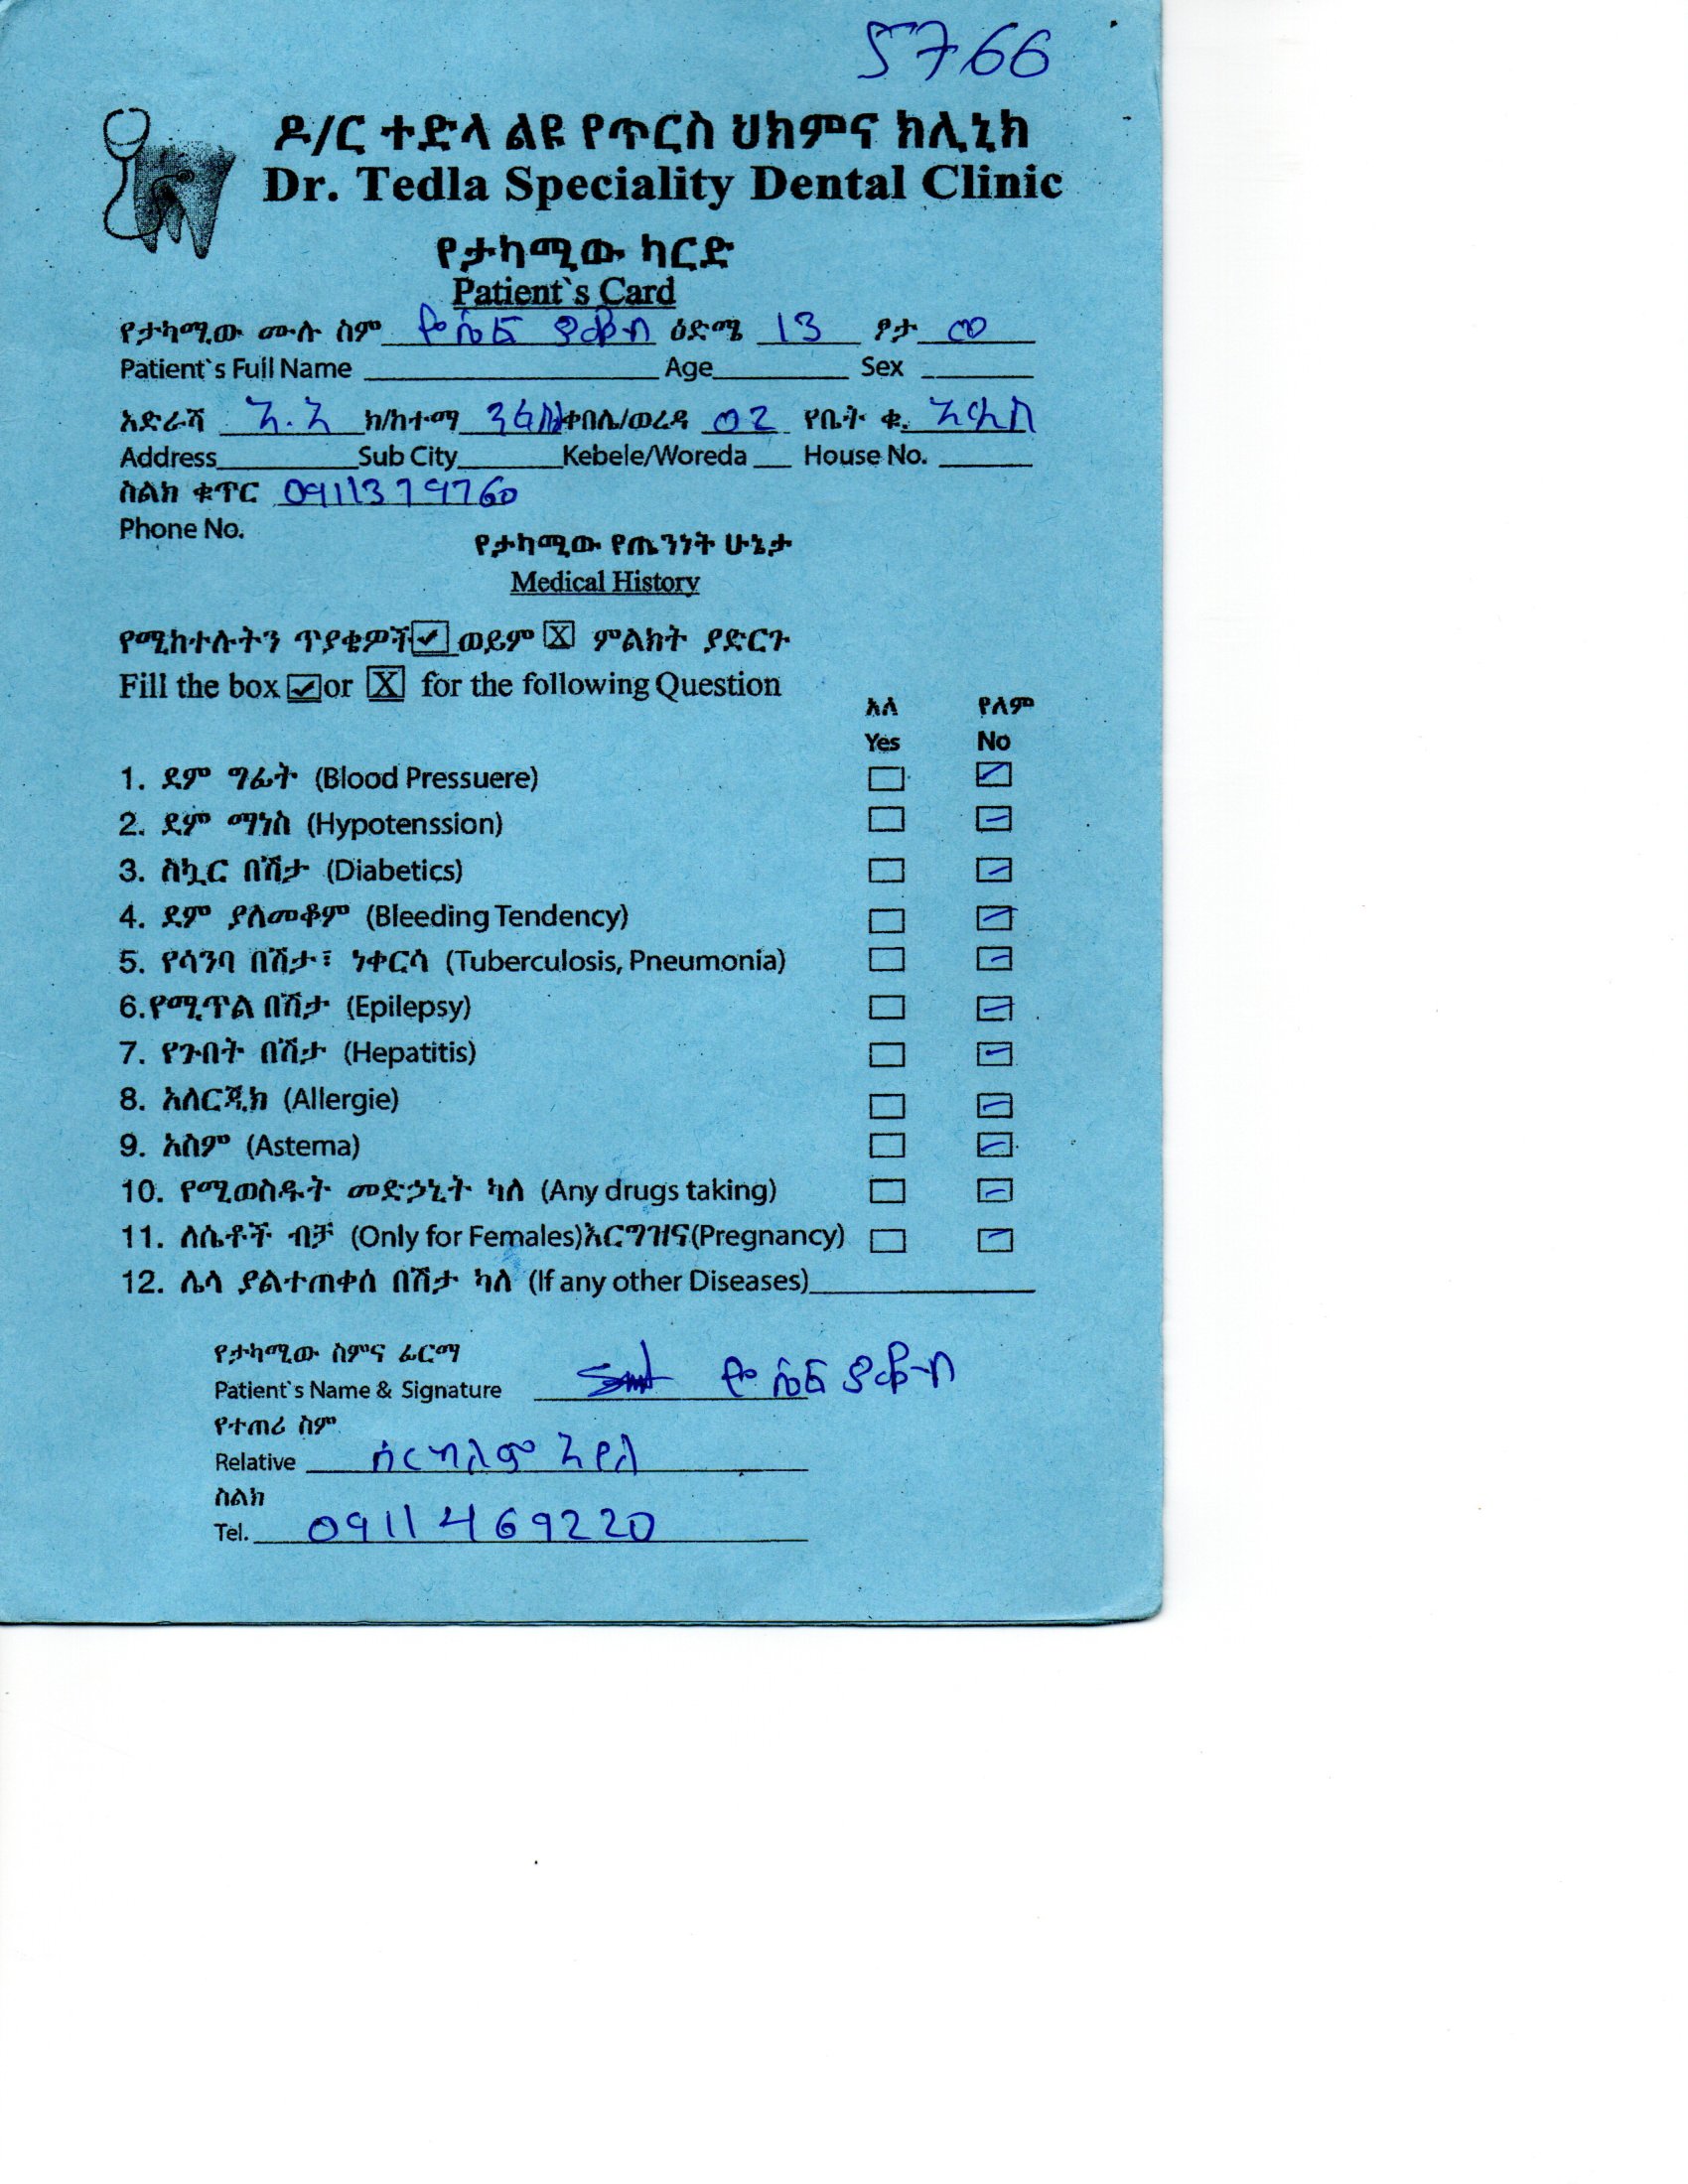 5766
ዶ/ር ተድላ ልዩ የጥርስ ህክምና ክሊኒክ
Dr. Tedla Speciality Dental Clinic
የታካሚው ካርድ
Patient`s Card
የታካሚው ሙሉ ስም ዮሴፍ ያዕቆብ ዕድሜ 13 ፆታ ወ
Patient`s Full Name Age Sex
አድራሻ አ.አ ክ/ከተማ ቀበሌ/ወረዳ 02 የቤት ቁ. አዲስ
Address Sub City Kebele/Woreda House No.
ስልክ ቁጥር 0911379760
Phone No.
የታካሚው የጤንነት ሁኔታ
Medical History
የሚከተሉትን ጥያቄዎች ✓ ወይም X ምልክት ያድርጉ
Fill the box ✓ or X for the following Question
አለ የለም
Yes No
1. ደም ግፊት (Blood Pressuere)
2. ደም ማነስ (Hypotenssion)
3. ስኳር በሽታ (Diabetics)
4. ደም ያለመቆም (Bleeding Tendency)
5. የሳንባ በሽታ፣ ነቀርሳ (Tuberculosis, Pneumonia)
6.የሚጥል በሽታ (Epilepsy)
7. የጉበት በሽታ (Hepatitis)
8. አለርጂክ (Allergie)
9. አስም (Astema)
10. የሚወስዱት መድኃኒት ካለ (Any drugs taking)
11. ለሴቶች ብቻ (Only for Females)እርግዝና(Pregnancy)
12. ሌላ ያልተጠቀሰ በሽታ ካለ (If any other Diseases)
የታካሚው ስምና ፊርማ
Patient`s Name & Signature ዮሴፍ ያዕቆብ
የተጠሪ ስም
Relative ሰርካለም አየለ
ስልክ
Tel. 0911469220